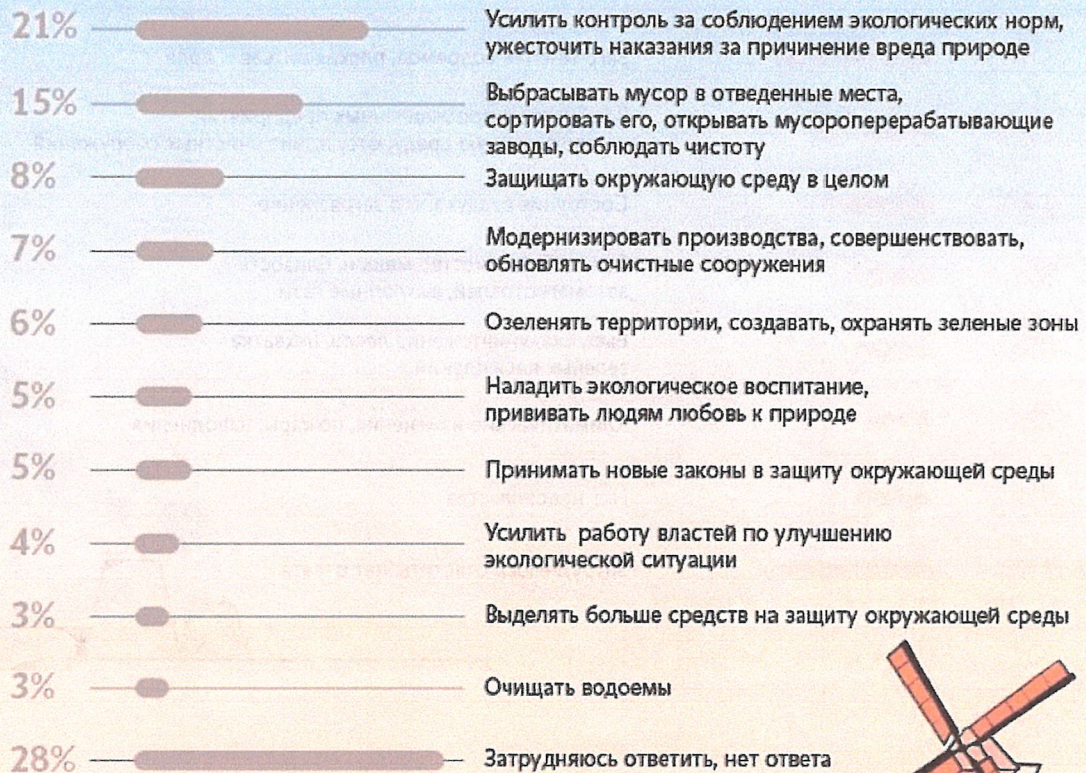 21%
Усилить контроль за соблюдением экологических норм,
ужесточить наказания за причинение вреда природе
15%
Выбрасывать мусор в отведенные места,
сортировать его, открывать мусороперерабатывающие
заводы, соблюдать чистоту
8%
Защищать окружающую среду в целом
7%
Модернизировать производства, совершенствовать,
обновлять очистные сооружения
6%
Озеленять территории, создавать, охранять зеленые зоны
5%
Наладить экологическое воспитание,
прививать людям любовь к природе
5%
Принимать новые законы в защиту окружающей среды
4%
Усилить работу властей по улучшению
экологической ситуации
3%
Выделять больше средств на защиту окружающей среды
3%
Очищать водоемы
28%
Затрудняюсь ответить, нет ответа